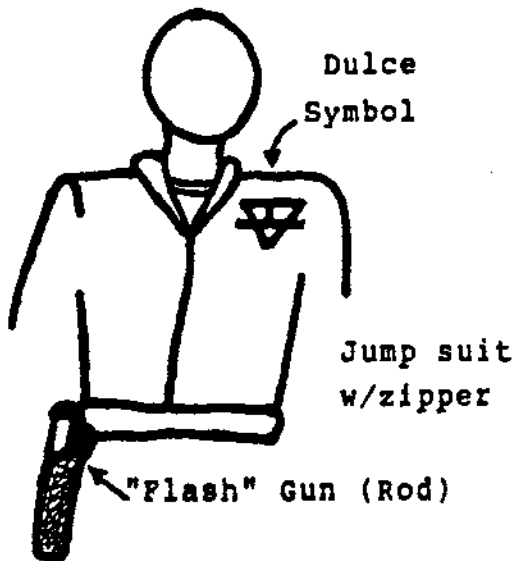 Dulce
Symbol
Jump suit
w/zipper
"Flash" Gun (Rod)